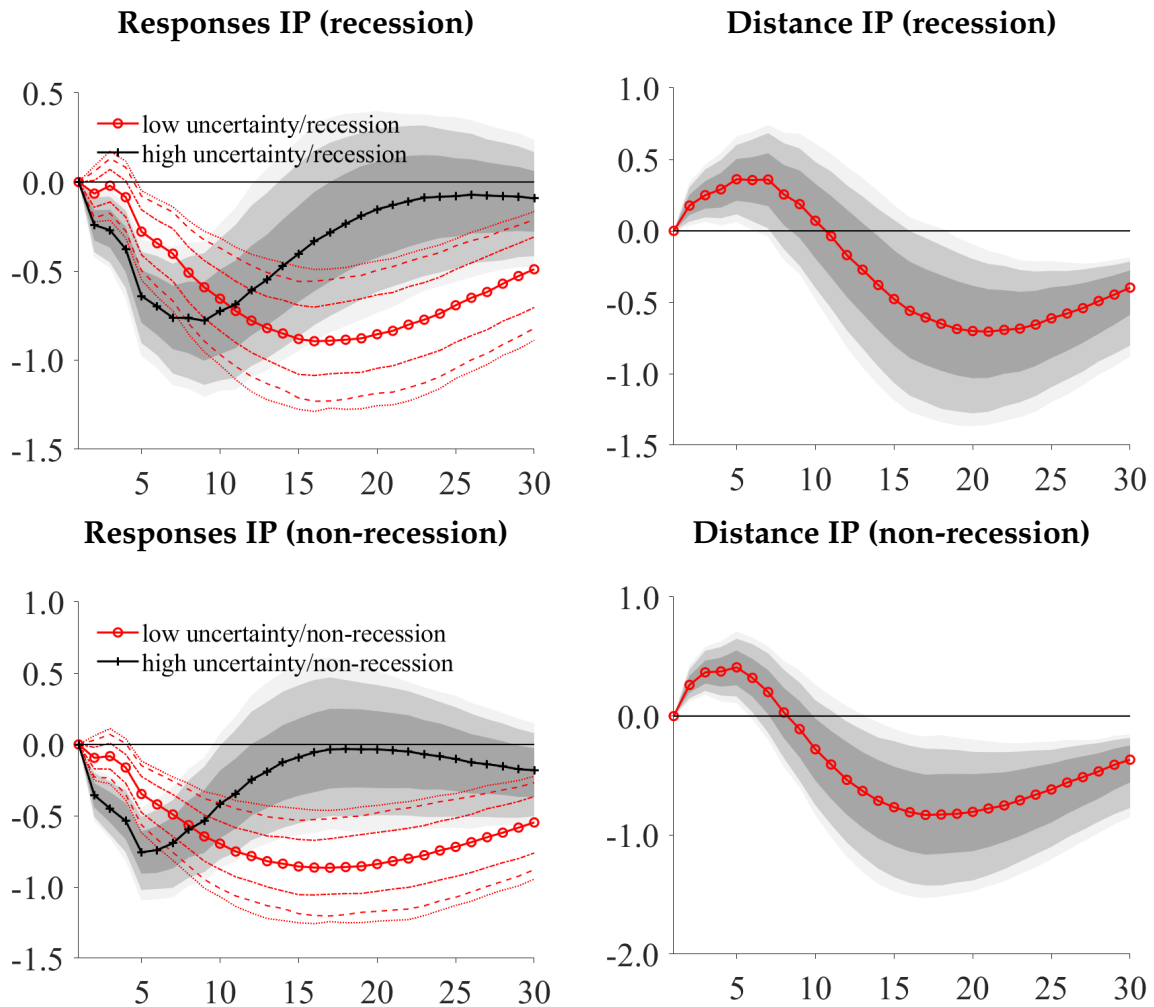 Responses IP (recession)
0.5
0.0
-0.5
-1.0
-1.5
low uncertainty/recession
high uncertainty/recession
5 10 15 20 25 30
Distance IP (recession)
1.0
0.5
0.0
-0.5
-1.0
-1.5
5 10 15 20 25 30
Responses IP (non-recession)
1.0
0.5
0.0
-0.5
-1.0
-1.5
low uncertainty/non-recession
high uncertainty/non-recession
5 10 15 20 25 30
Distance IP (non-recession)
1.0
0.0
-1.0
-2.0
5 10 15 20 25 30